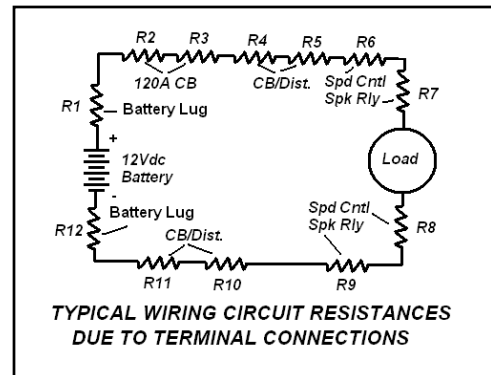 R2 R3 R4 R5 R6
120A CB CB/Dist. Spd Cntl
Spk Rly
R7
R1
Battery Lug
+
12Vdc
Battery
Load
-
Battery Lug
Spd Cntl
Spk Rly
R8
R12
CB/Dist.
R11 R10 R9
TYPICAL WIRING CIRCUIT RESISTANCES
DUE TO TERMINAL CONNECTIONS